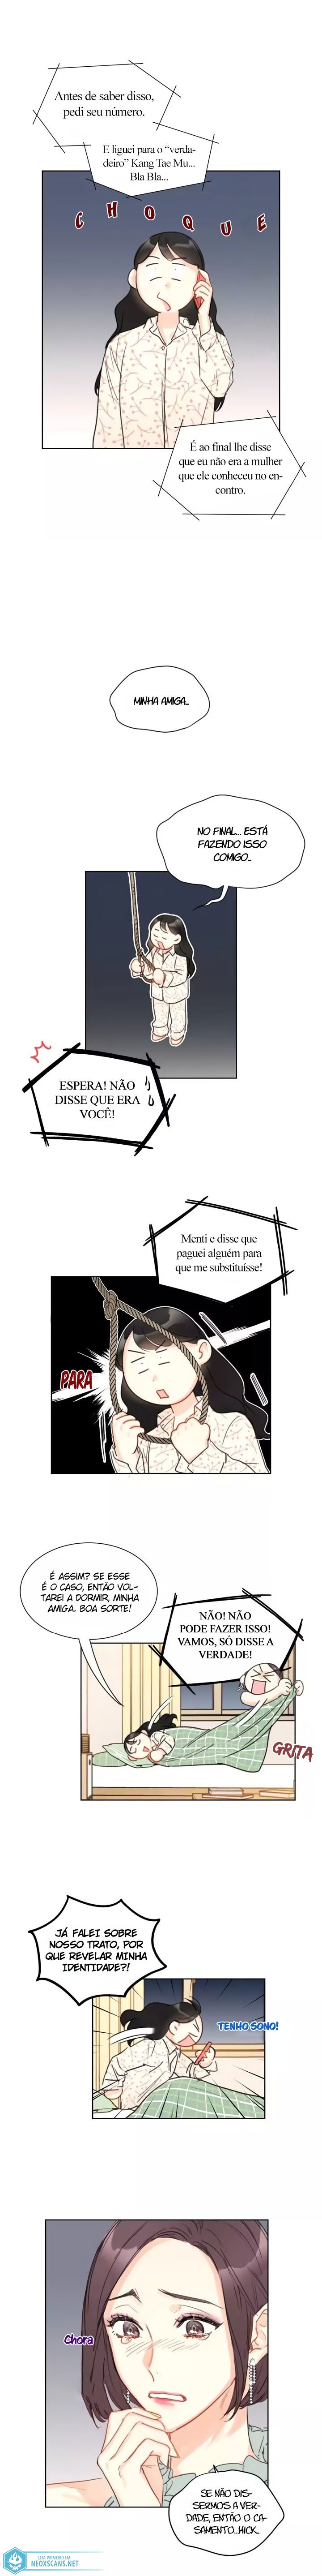 Antes de saber disso,
pedi seu número.
E liguei para o “verda-
deiro” Kang Tae Mu...
Bla Bla...
CHOQUE
É ao final lhe disse
que eu não era a mulher
que ele conheceu no en-
contro.
MINHA AMIGA...
NO FINAL... ESTÁ
FAZENDO ISSO
COMIGO...
ESPERA! NÃO
DISSE QUE ERA
VOCÊ!
Menti e disse que
paguei alguém para
que me substituísse!
PARA
É ASSIM? SE ESSE
É O CASO, ENTÃO VOL-
TAREI A DORMIR, MINHA
AMIGA. BOA SORTE!
NÃO! NÃO
PODE FAZER ISSO!
VAMOS, SÓ DISSE A
VERDADE!
GRITA
JÁ FALEI SOBRE
NOSSO TRATO, POR
QUE REVELAR MINHA
IDENTIDADE?!
TENHO SONO!
Chora
SE NÃO DIS-
SERMOS A VER-
DADE, ENTÃO O CA-
SAMENTO...HICK...
LEIA PRIMEIRO EM:
NEOXSCANS.NET